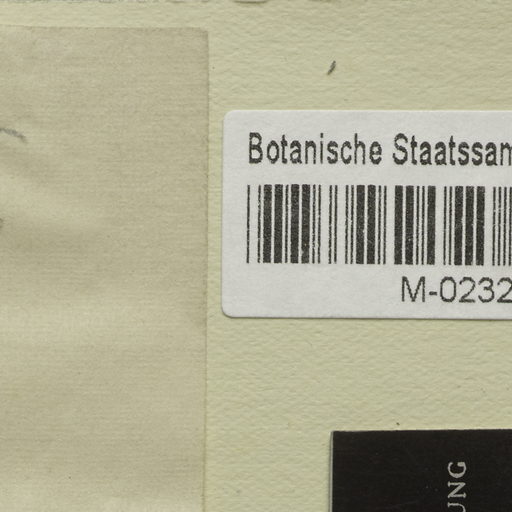 Botanische Staatssam
M-0232
UNG